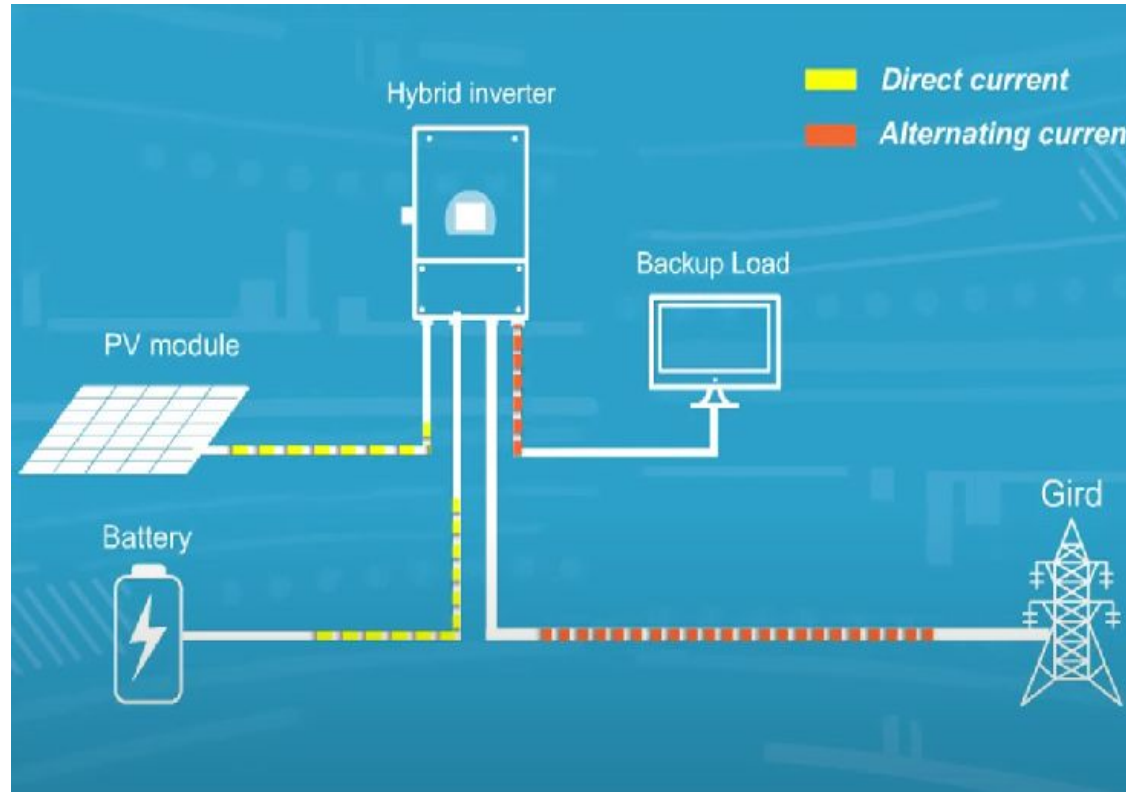 Hybrid inverter
Direct current
Alternating curren
Backup Load
PV module
Gird
Battery